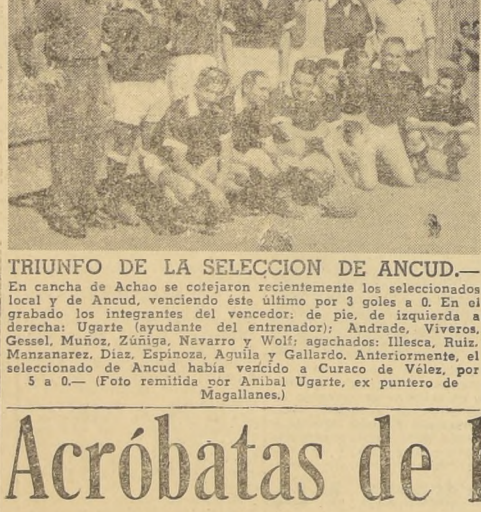 TRIUNFO DE LA SELECCION DE ANCUD.—
En cancha de Achao se cotejaron recientemente los seleccionados
local y de Ancud, venciendo éste último por 3 goles a 0. En el
grabado los integrantes del vencedor: de pie, de izquierda a
derecha: Ugarte (ayudante del entrenador); Andrade, Viveros,
Gessel, Muñoz, Zúñiga, Navarro y Wolf; agachados: Illesca, Ruiz,
Manzanarez, Díaz, Espinoza, Aguila y Gallardo. Anteriormente, el
seleccionado de Ancud había vencido a Curaco de Vélez, por
5 a 0.— (Foto remitida por Aníbal Ugarte, ex puntero de
Magallanes.)
Acróbatas de